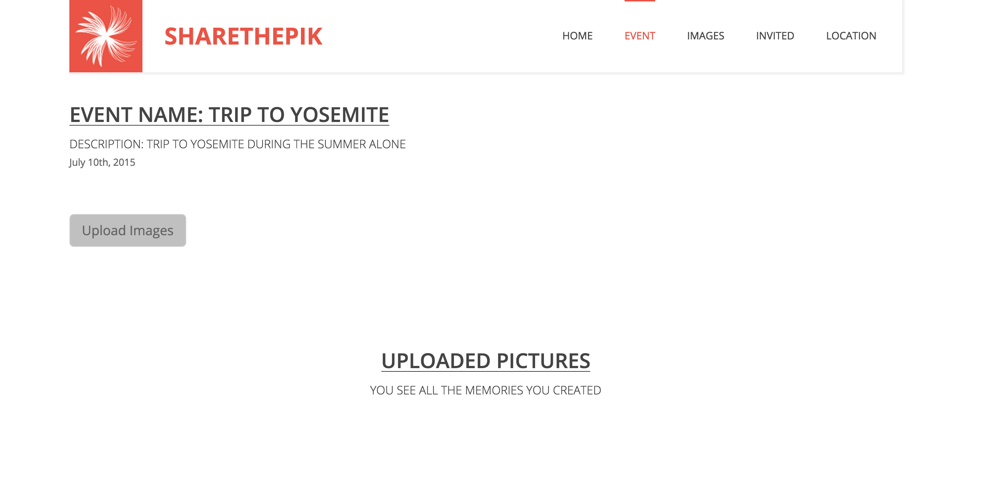 SHARETHEPIK
HOME EVENT IMAGES INVITED LOCATION
EVENT NAME: TRIP TO YOSEMITE
DESCRIPTION: TRIP TO YOSEMITE DURING THE SUMMER ALONE
July 10th, 2015
Upload Images
UPLOADED PICTURES
YOU SEE ALL THE MEMORIES YOU CREATED